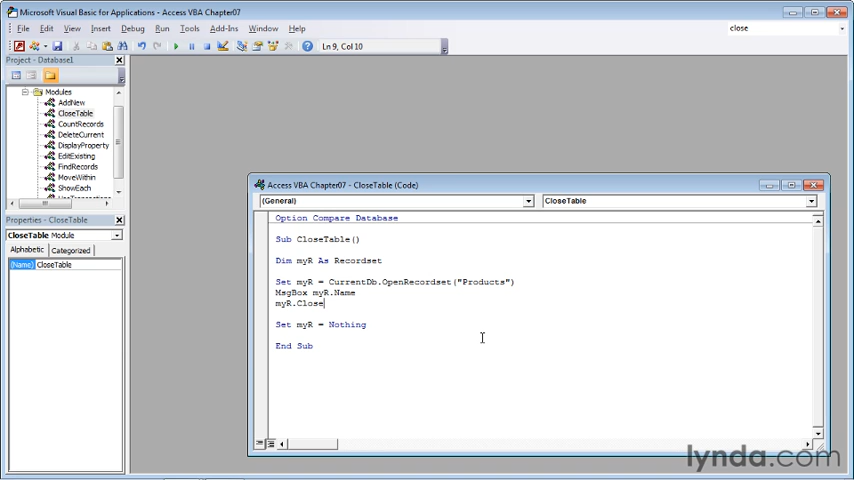 Microsoft Visual Basic for Applications - Access VBA Chapter07
File Edit View Insert Debug Run Tools Add-Ins Window Help
close
Ln 9, Col 10
Project - Database1
Modules
AddNew
CloseTable
CountRecords
DeleteCurrent
DisplayProperty
EditExisting
FindRecords
MoveWithin
ShowEach
Properties - CloseTable
CloseTable Module
Alphabetic Categorized
(Name) CloseTable
Access VBA Chapter07 - CloseTable (Code)
(General) CloseTable
Option Compare Database
Sub CloseTable()
Dim myR As Recordset
Set myR = CurrentDb.OpenRecordset("Products")
MsgBox myR.Name
myR.Close
Set myR = Nothing
End Sub
lynda.com